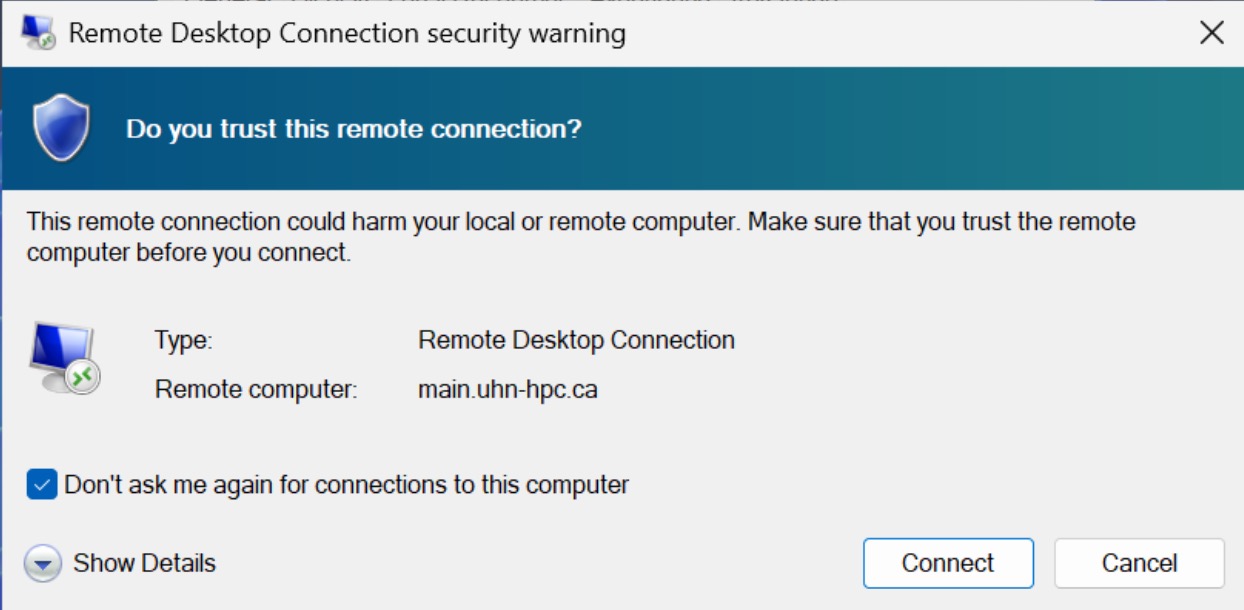 Remote Desktop Connection security warning
Do you trust this remote connection?
This remote connection could harm your local or remote computer. Make sure that you trust the remote
computer before you connect.
Type: Remote Desktop Connection
Remote computer: main.uhn-hpc.ca
Don't ask me again for connections to this computer
Show Details Connect Cancel